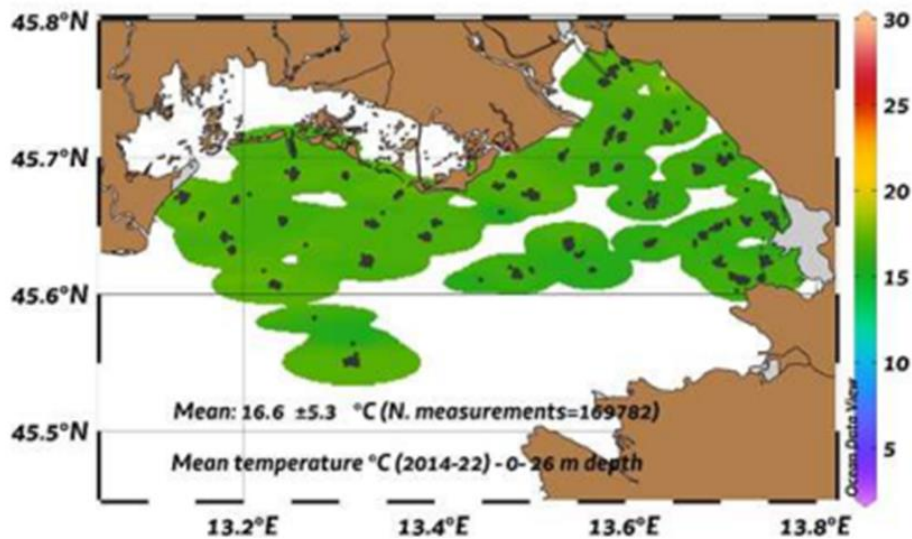 45.8°N
45.7°N
45.6°N
45.5°N
13.2°E 13.4°E 13.6°E 13.8°E
Mean: 16.6 ±5.3 °C (N. measurements=169782)
Mean temperature °C (2014-22) - 0- 26 m depth
30
25
20
15
10
5
Ocean Data View